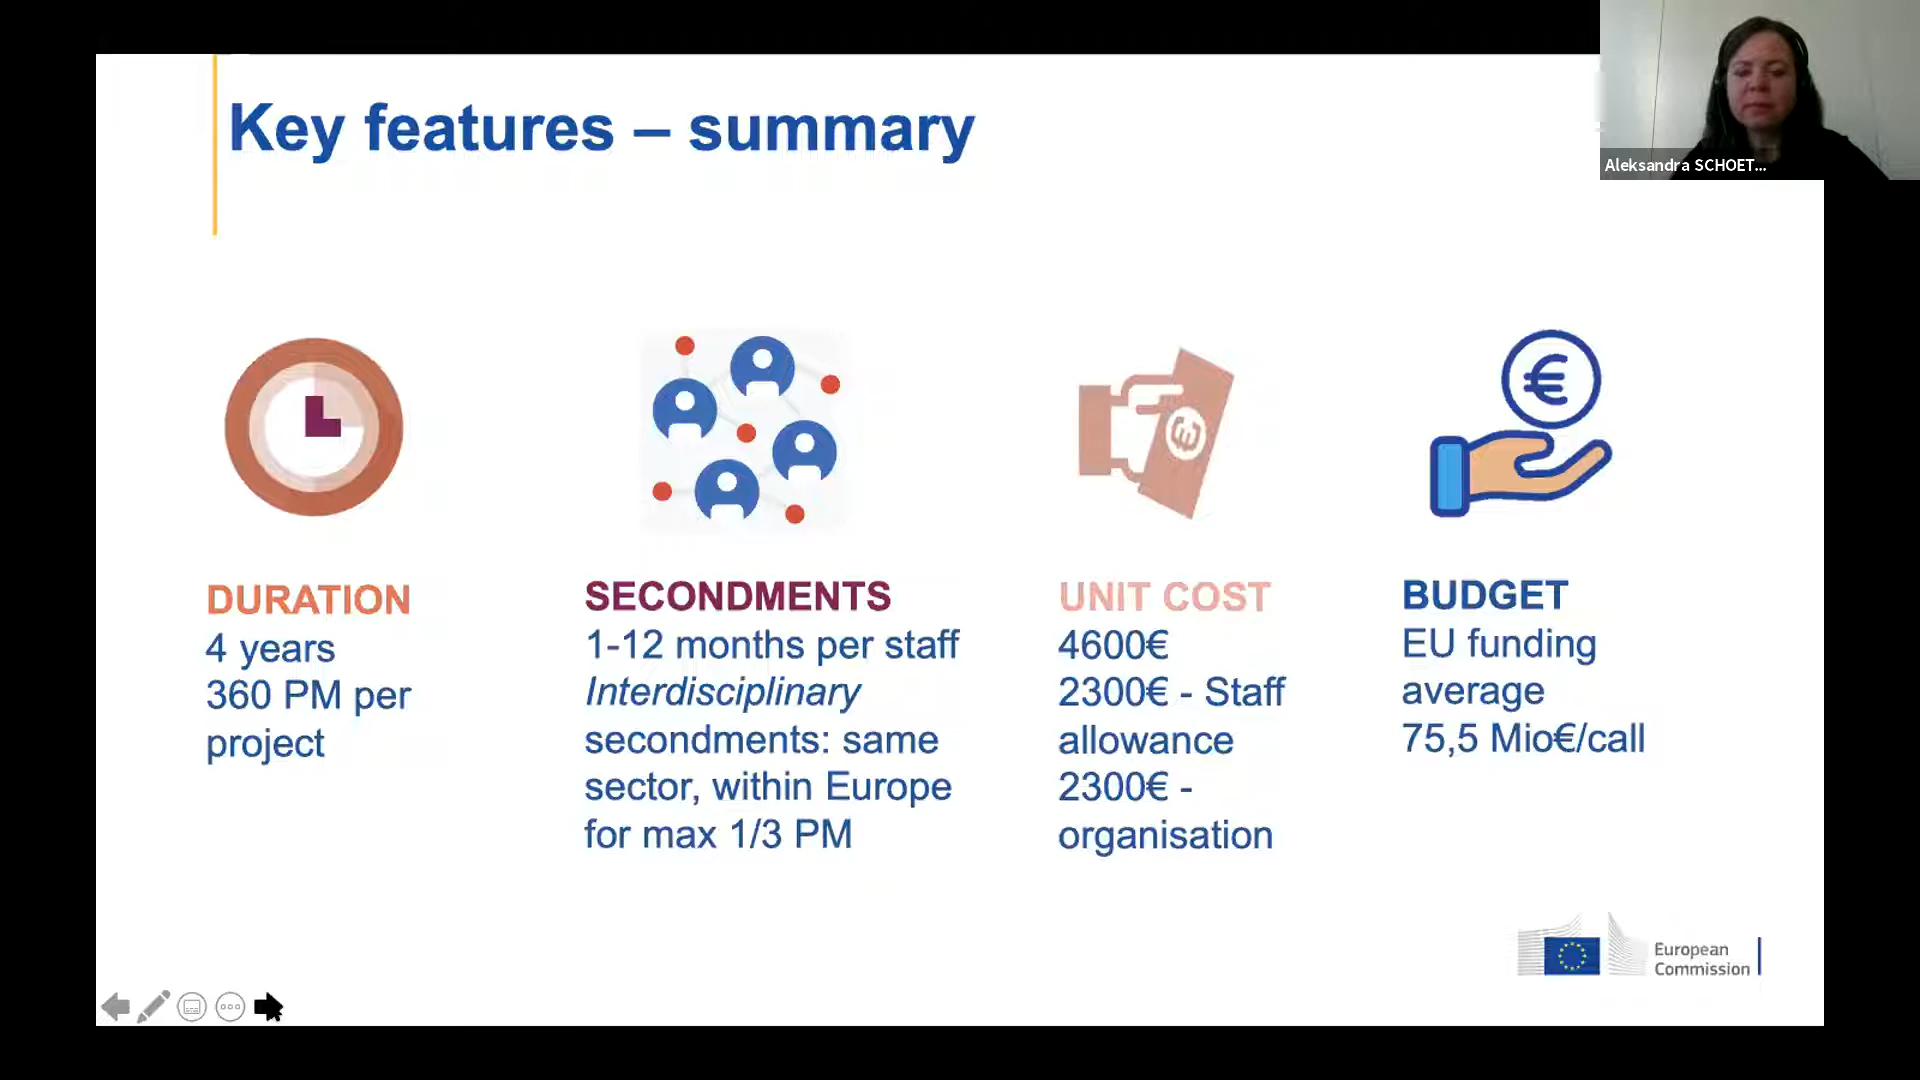 Key features – summary
Aleksandra SCHOET...
DURATION
4 years
360 PM per
project
SECONDMENTS
1-12 months per staff
Interdisciplinary
secondments: same
sector, within Europe
for max 1/3 PM
UNIT COST
4600€
2300€ - Staff
allowance
2300€ -
organisation
BUDGET
EU funding
average
75,5 Mio€/call
European
Commission